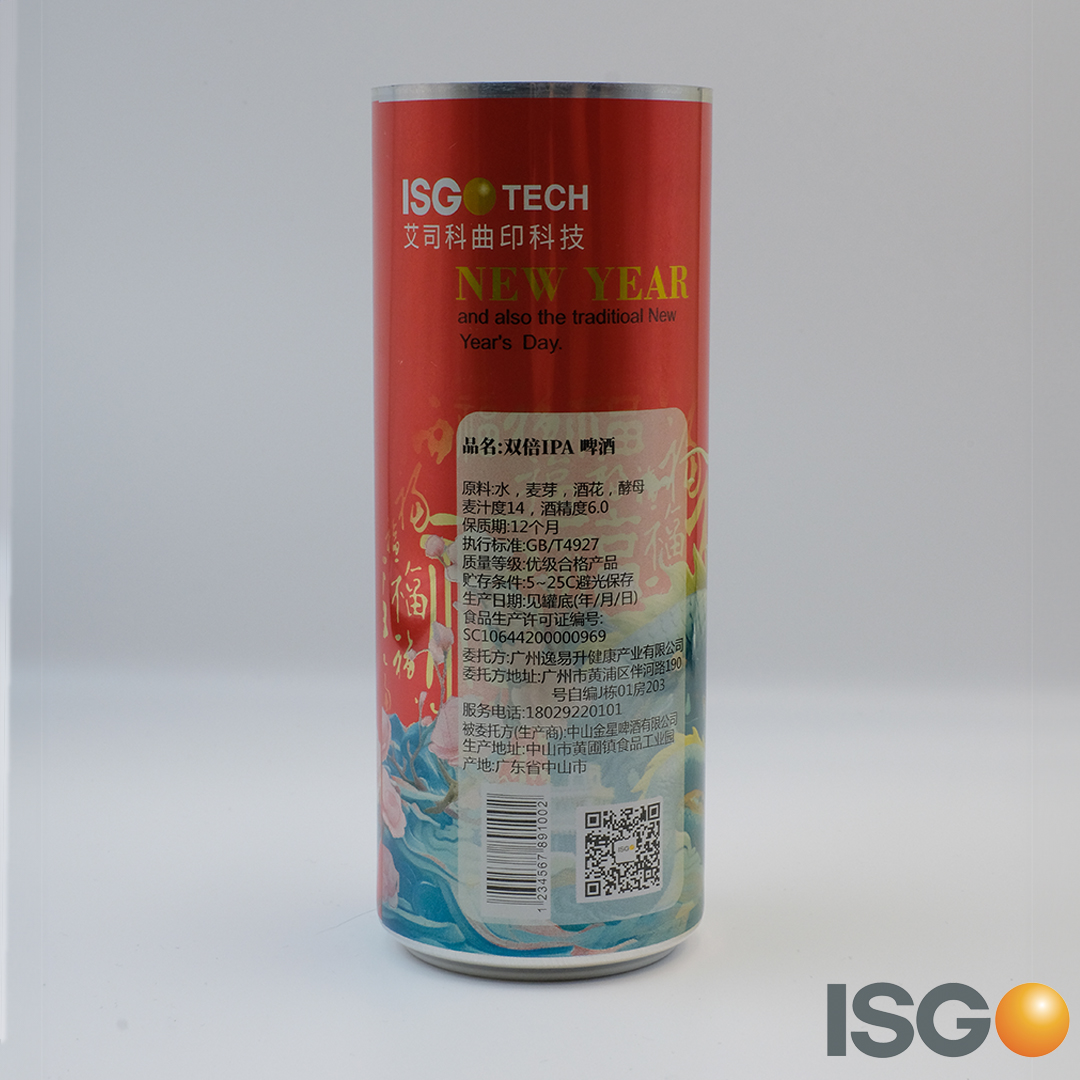 ISGO TECH
艾司科曲印科技
NEW YEAR
and also the traditioal New
Year's Day.
品名:双倍IPA 啤酒
原料:水，麦芽，酒花，酵母
麦汁度14，酒精度6.0
保质期:12个月
执行标准:GB/T4927
质量等级:优级合格产品
贮存条件:5~25C避光保存
生产日期:见罐底(年/月/日)
食品生产许可证编号:
SC10644200000969
委托方:广州逸易升健康产业有限公司
委托方地址:广州市黄浦区伴河路190
号自编J栋01房203
服务电话:18029220101
被委托方(生产商):中山金星啤酒有限公司
生产地址:中山市黄圃镇食品工业园
产地:广东省中山市
1 234567 891002
ISGO
福
福
福
ISGO